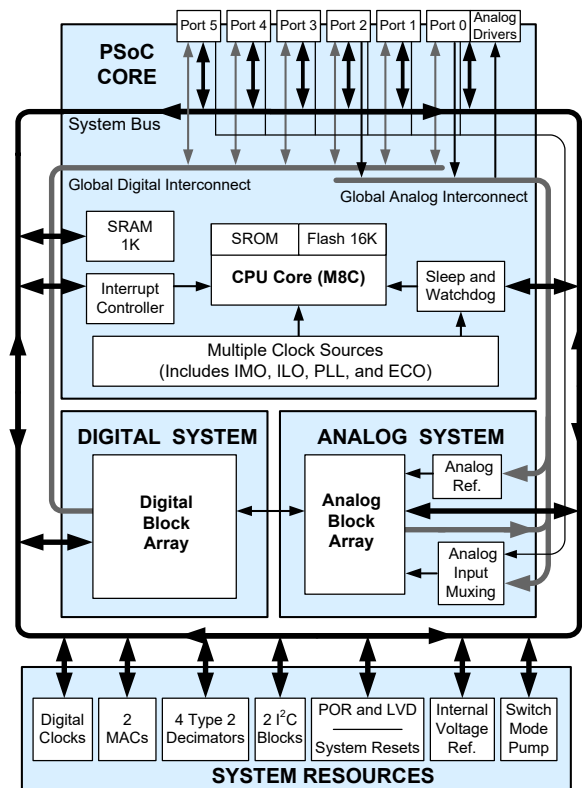 Port 5 Port 4 Port 3 Port 2 Port 1 Port 0 Analog
Drivers
PSoC
CORE
System Bus
Global Digital Interconnect
Global Analog Interconnect
SRAM
1K
SROM Flash 16K
CPU Core (M8C)
Interrupt
Controller
Sleep and
Watchdog
Multiple Clock Sources
(Includes IMO, ILO, PLL, and ECO)
DIGITAL SYSTEM
ANALOG SYSTEM
Digital
Block
Array
Analog
Block
Array
Analog
Ref.
Analog
Input
Muxing
Digital
Clocks
2
MACs
4 Type 2
Decimators
2 I²C
Blocks
POR and LVD
System Resets
Internal
Voltage
Ref.
Switch
Mode
Pump
SYSTEM RESOURCES